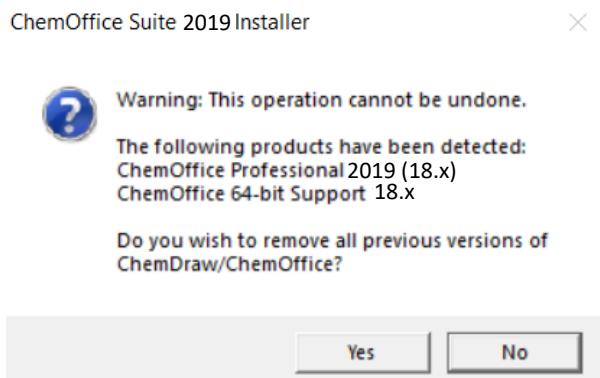 ChemOffice Suite 2019 Installer
Warning: This operation cannot be undone.
The following products have been detected:
ChemOffice Professional 2019 (18.x)
ChemOffice 64-bit Support 18.x
Do you wish to remove all previous versions of
ChemDraw/ChemOffice?
Yes
No